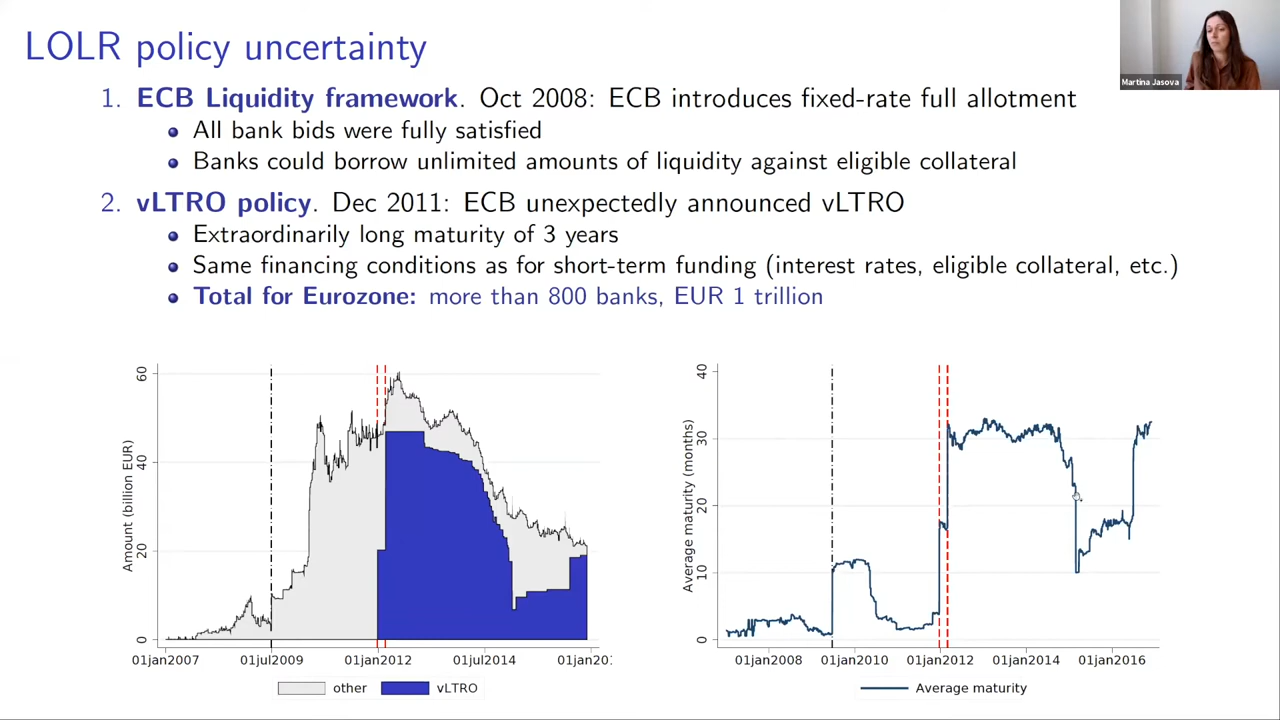 LOLR policy uncertainty
Martina Jasova
1. ECB Liquidity framework. Oct 2008: ECB introduces fixed-rate full allotment
All bank bids were fully satisfied
Banks could borrow unlimited amounts of liquidity against eligible collateral
2. vLTRO policy. Dec 2011: ECB unexpectedly announced vLTRO
Extraordinarily long maturity of 3 years
Same financing conditions as for short-term funding (interest rates, eligible collateral, etc.)
Total for Eurozone: more than 800 banks, EUR 1 trillion
Amount (billion EUR)
60
40
20
0
01jan2007 01jul2009 01jan2012 01jul2014 01jan20
other vLTRO
Average maturity (months)
40
30
20
10
0
01jan2008 01jan2010 01jan2012 01jan2014 01jan2016
Average maturity